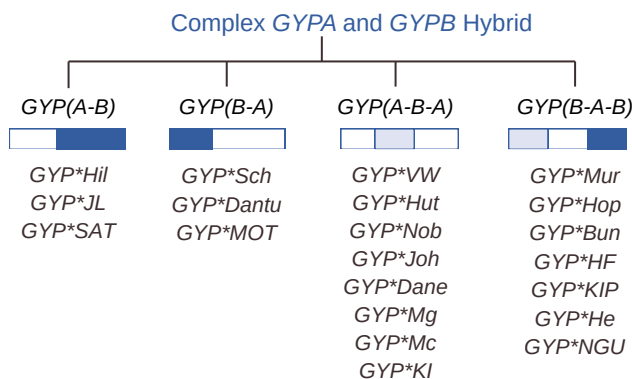 Complex GYPA and GYPB Hybrid
GYP(A-B)
GYP*Hil
GYP*JL
GYP*SAT
GYP(B-A)
GYP*Sch
GYP*Dantu
GYP*MOT
GYP(A-B-A)
GYP*VW
GYP*Hut
GYP*Nob
GYP*Joh
GYP*Dane
GYP*Mg
GYP*Mc
GYP*KI
GYP(B-A-B)
GYP*Mur
GYP*Hop
GYP*Bun
GYP*HF
GYP*KIP
GYP*He
GYP*NGU